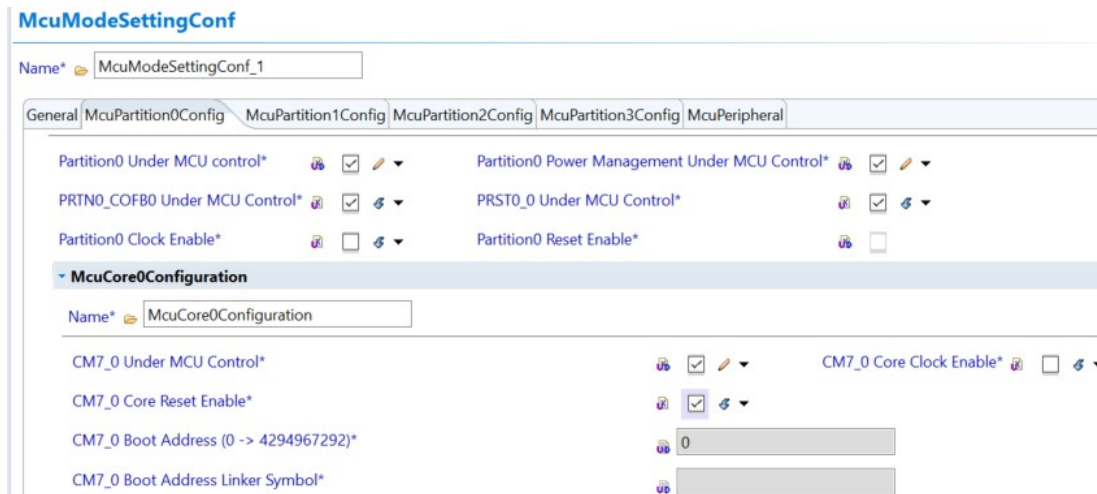 McuModeSettingConf
Name* McuModeSettingConf_1
General McuPartition0Config McuPartition1Config McuPartition2Config McuPartition3Config McuPeripheral
Partition0 Under MCU control* Partition0 Power Management Under MCU Control*
PRTN0_COFB0 Under MCU Control* PRST0_0 Under MCU Control*
Partition0 Clock Enable* Partition0 Reset Enable*
McuCore0Configuration
Name* McuCore0Configuration
CM7_0 Under MCU Control* CM7_0 Core Clock Enable*
CM7_0 Core Reset Enable*
CM7_0 Boot Address (0 -> 4294967292)* 0
CM7_0 Boot Address Linker Symbol*